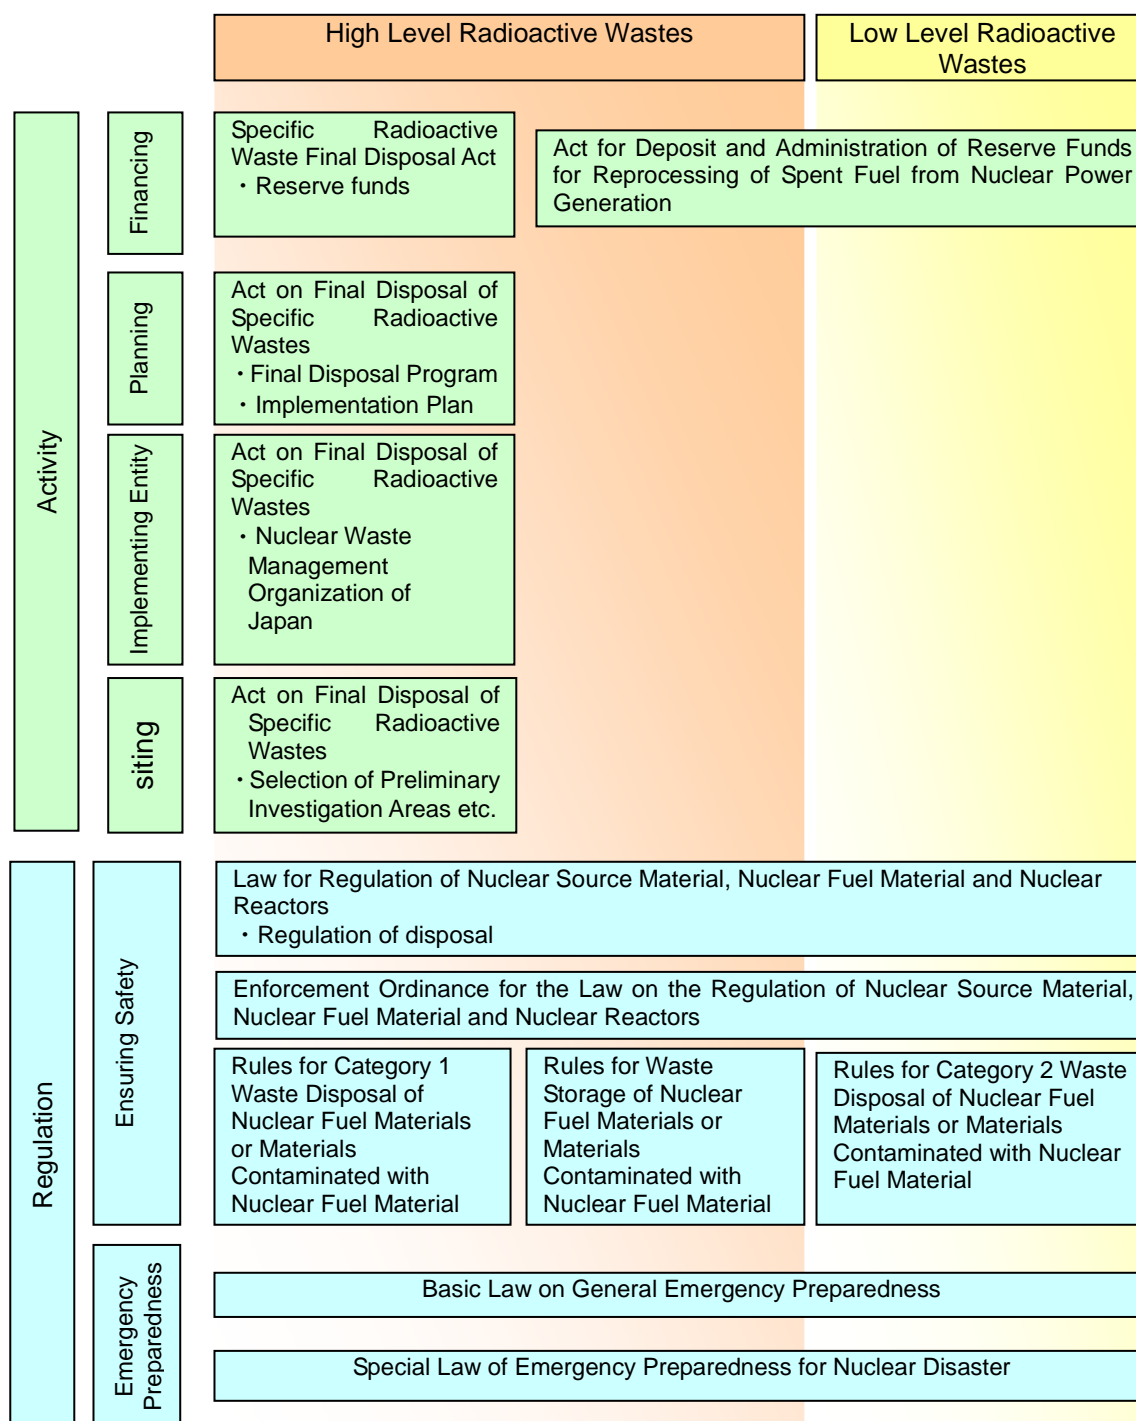 High Level Radioactive Wastes
Low Level Radioactive
Wastes
Activity
Financing
Specific Radioactive
Waste Final Disposal Act
・Reserve funds
Act for Deposit and Administration of Reserve Funds
for Reprocessing of Spent Fuel from Nuclear Power
Generation
Planning
Act on Final Disposal of
Specific Radioactive
Wastes
・Final Disposal Program
・Implementation Plan
Implementing Entity
Act on Final Disposal of
Specific Radioactive
Wastes
・Nuclear Waste
Management
Organization of
Japan
siting
Act on Final Disposal of
Specific Radioactive
Wastes
・Selection of Preliminary
Investigation Areas etc.
Regulation
Ensuring Safety
Law for Regulation of Nuclear Source Material, Nuclear Fuel Material and Nuclear
Reactors
・Regulation of disposal
Enforcement Ordinance for the Law on the Regulation of Nuclear Source Material,
Nuclear Fuel Material and Nuclear Reactors
Rules for Category 1
Waste Disposal of
Nuclear Fuel Materials
or Materials
Contaminated with
Nuclear Fuel Material
Rules for Waste
Storage of Nuclear
Fuel Materials or
Materials
Contaminated with
Nuclear Fuel Material
Rules for Category 2 Waste
Disposal of Nuclear Fuel
Materials or Materials
Contaminated with Nuclear
Fuel Material
Emergency
Preparedness
Basic Law on General Emergency Preparedness
Special Law of Emergency Preparedness for Nuclear Disaster